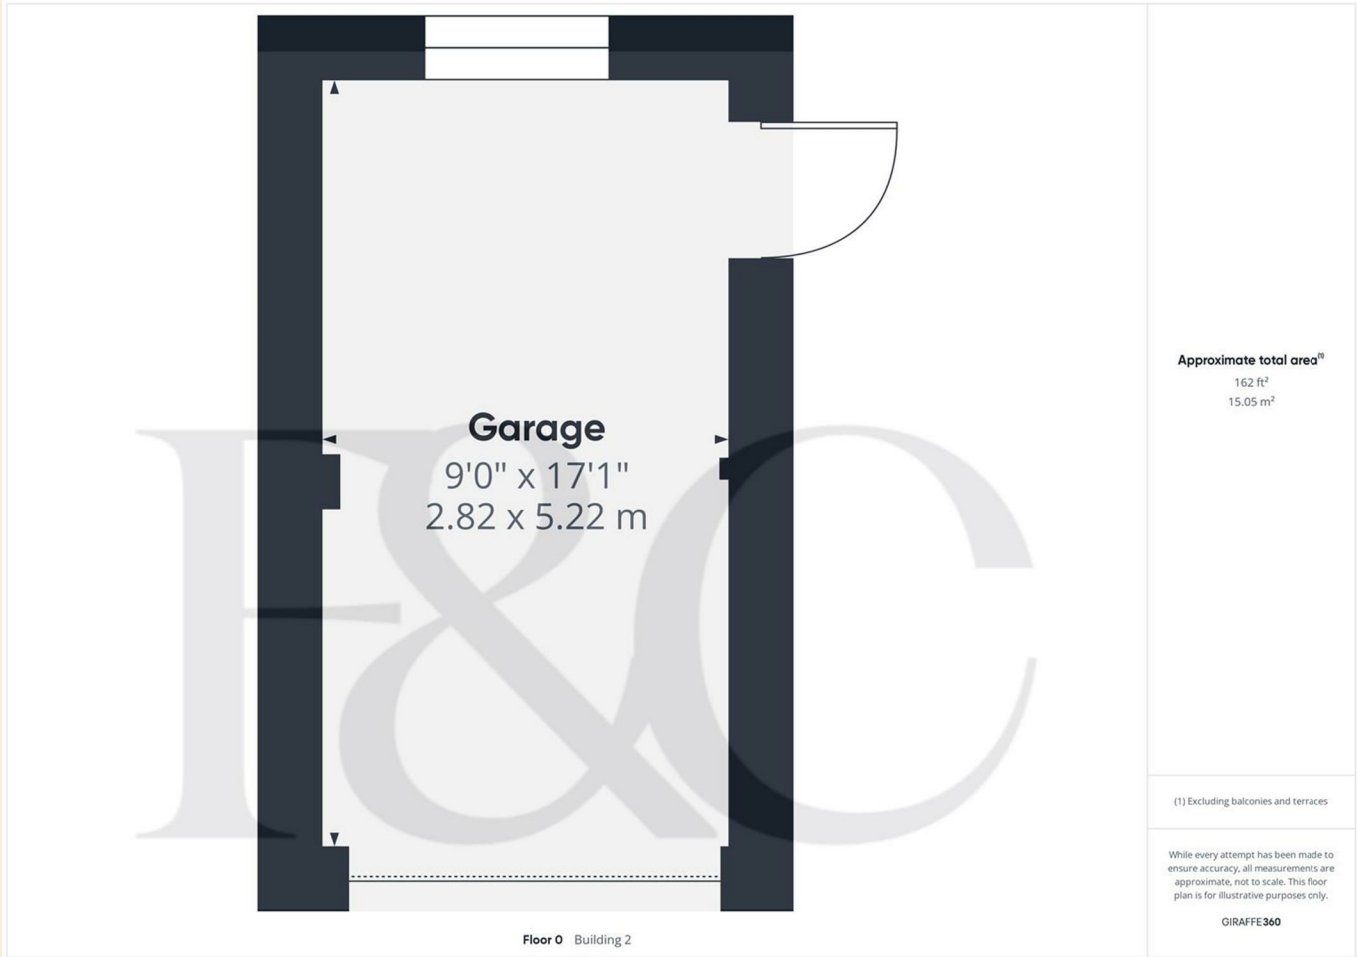 Garage
9'0" x 17'1"
2.82 x 5.22 m
F&C
Floor 0 Building 2
Approximate total area(1)
162 ft²
15.05 m²
(1) Excluding balconies and terraces
While every attempt has been made to
ensure accuracy, all measurements are
approximate, not to scale. This floor
plan is for illustrative purposes only.
GIRAFFE360